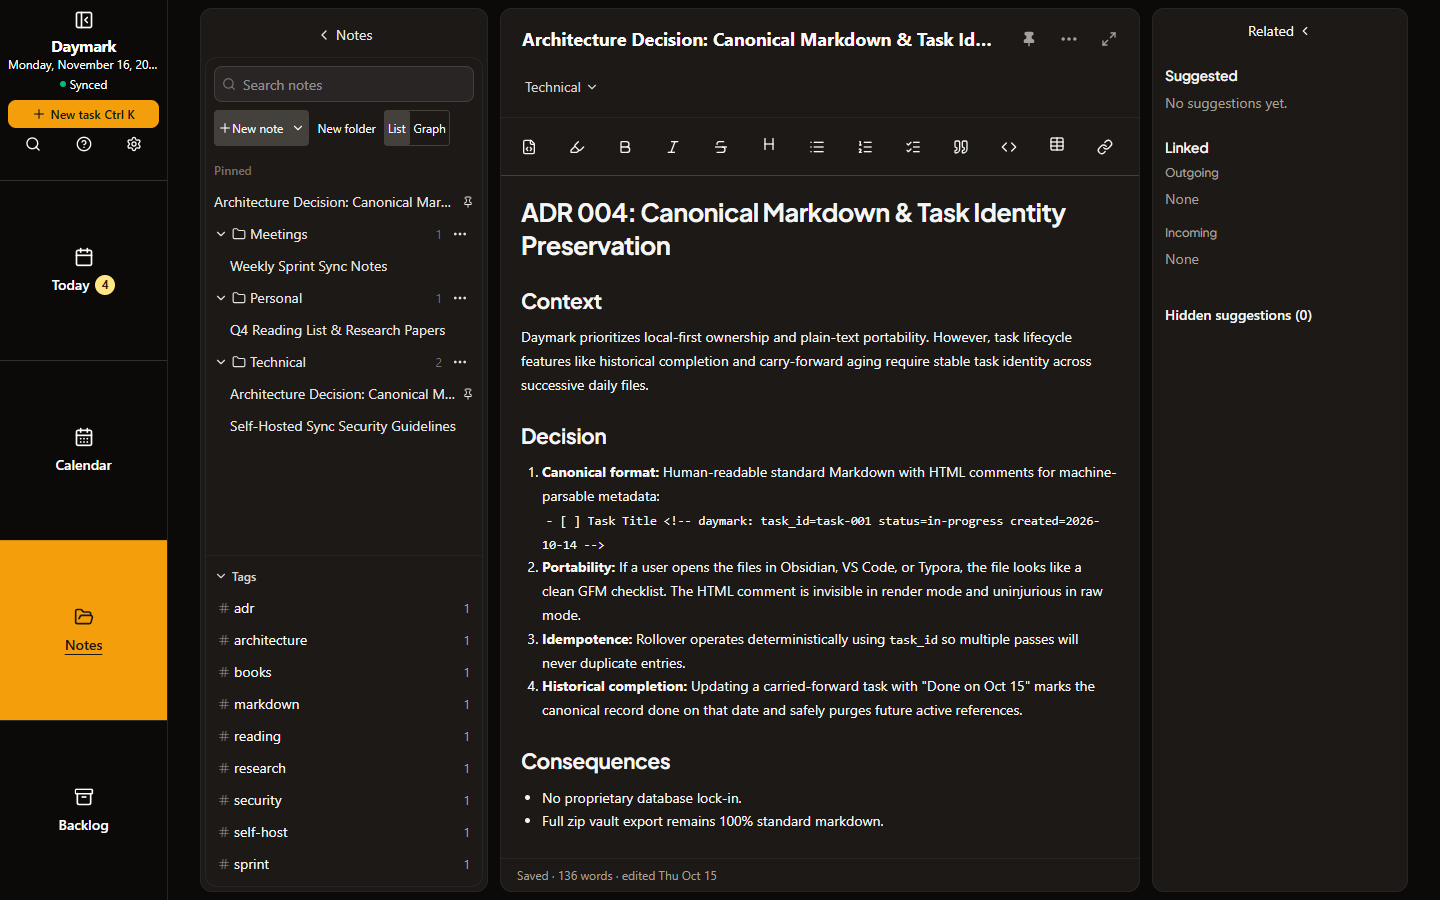 Daymark
Monday, November 16, 20...
Synced
New task Ctrl K
Today 4
Calendar
Notes
Backlog
Notes
Search notes
New note
New folder
List
Graph
Pinned
Architecture Decision: Canonical Mar...
Meetings 1
Weekly Sprint Sync Notes
Personal 1
Q4 Reading List & Research Papers
Technical 2
Architecture Decision: Canonical M...
Self-Hosted Sync Security Guidelines
Tags
# adr 1
# architecture 1
# books 1
# markdown 1
# reading 1
# research 1
# security 1
# self-host 1
# sprint 1
Architecture Decision: Canonical Markdown & Task Id...
Technical
ADR 004: Canonical Markdown & Task Identity
Preservation
Context
Daymark prioritizes local-first ownership and plain-text portability. However, task lifecycle
features like historical completion and carry-forward aging require stable task identity across
successive daily files.
Decision
1. Canonical format: Human-readable standard Markdown with HTML comments for machine-
parsable metadata:
- [ ] Task Title <!-- daymark: task_id=task-001 status=in-progress created=2026-
10-14 -->
2. Portability: If a user opens the files in Obsidian, VS Code, or Typora, the file looks like a
clean GFM checklist. The HTML comment is invisible in render mode and uninjurious in raw
mode.
3. Idempotence: Rollover operates deterministically using task_id so multiple passes will
never duplicate entries.
4. Historical completion: Updating a carried-forward task with "Done on Oct 15" marks the
canonical record done on that date and safely purges future active references.
Consequences
• No proprietary database lock-in.
• Full zip vault export remains 100% standard markdown.
Saved · 136 words · edited Thu Oct 15
Related
Suggested
No suggestions yet.
Linked
Outgoing
None
Incoming
None
Hidden suggestions (0)